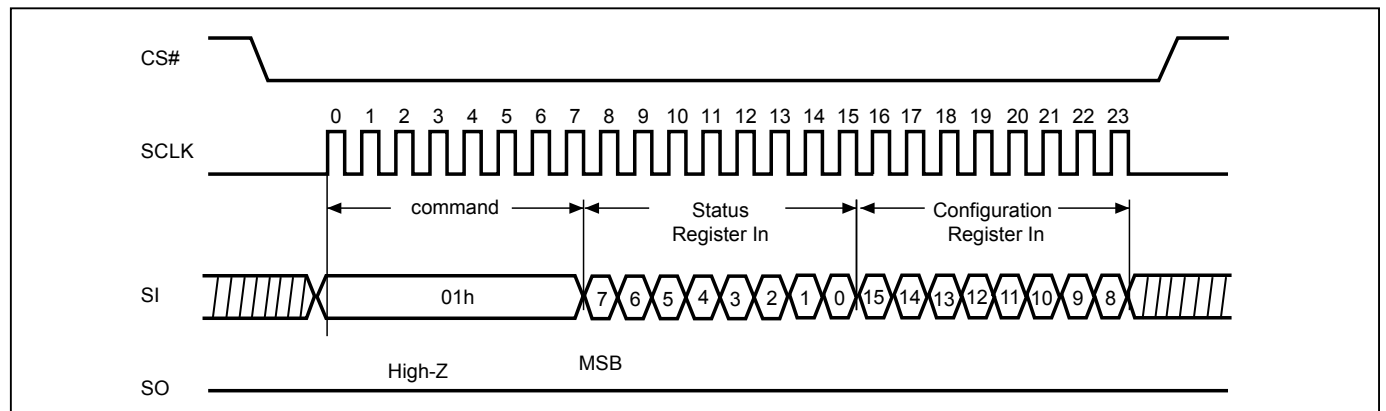 CS#
0 1 2 3 4 5 6 7 8 9 10 11 12 13 14 15 16 17 18 19 20 21 22 23
SCLK
command
Status
Register In
Configuration
Register In
SI
01h
7 6 5 4 3 2 1 0 15 14 13 12 11 10 9 8
High-Z
MSB
SO